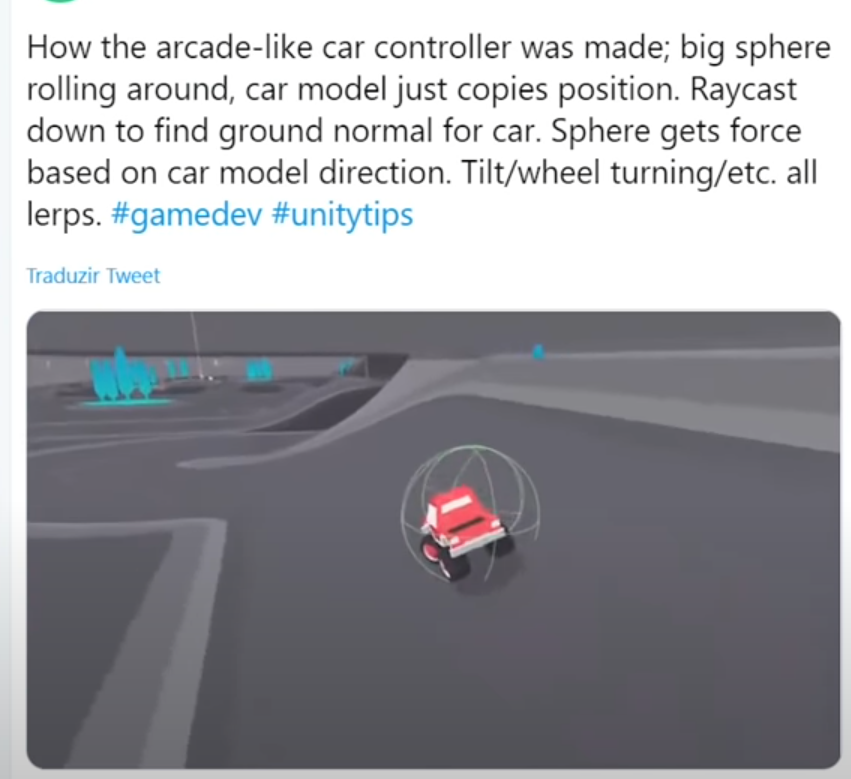 How the arcade-like car controller was made; big sphere
rolling around, car model just copies position. Raycast
down to find ground normal for car. Sphere gets force
based on car model direction. Tilt/wheel turning/etc. all
lerps. #gamedev #unitytips
Traduzir Tweet